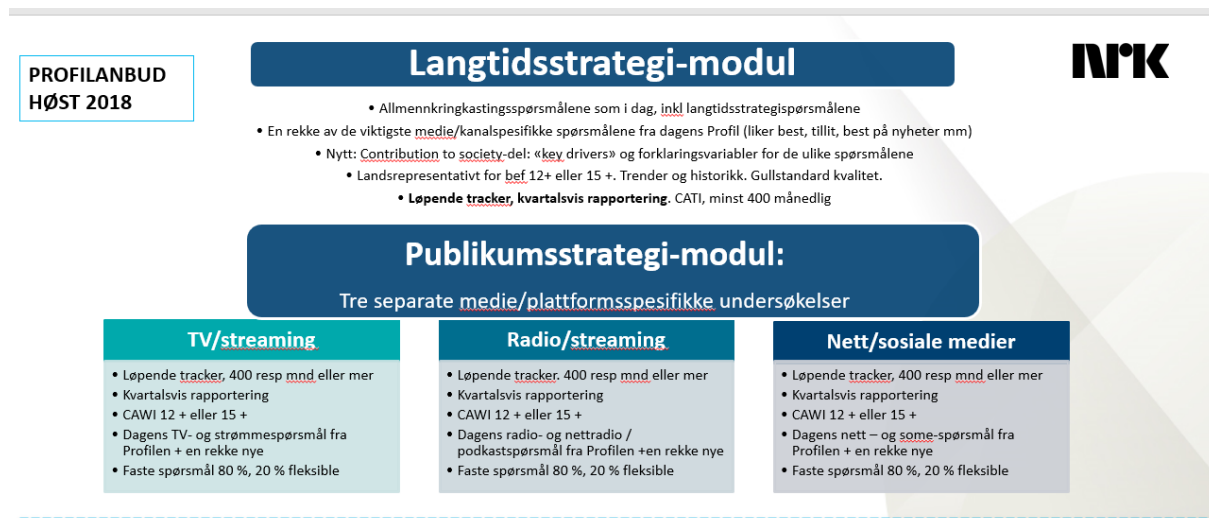 PROFILANBUD
HØST 2018
Langtidsstrategi-modul
NRK
• Allmennkringkastingsspørsmålene som i dag, inkl langtidsstrategispørsmålene
• En rekke av de viktigste medie/kanalspesifikke spørsmålene fra dagens Profil (liker best, tillit, best på nyheter mm)
• Nytt: Contribution to society-del: «key drivers» og forklaringsvariabler for de ulike spørsmålene
• Landsrepresentativt for bef 12+ eller 15 +. Trender og historikk. Gullstandard kvalitet.
• Løpende tracker, kvartalsvis rapportering. CATI, minst 400 månedlig
Publikumsstrategi-modul:
Tre separate medie/plattformsspesifikke undersøkelser
TV/streaming
• Løpende tracker, 400 resp mnd eller mer
• Kvartalsvis rapportering
• CAWI 12 + eller 15 +
• Dagens TV- og strømmespørsmål fra
Profilen + en rekke nye
• Faste spørsmål 80 %, 20 % fleksible
Radio/streaming
• Løpende tracker. 400 resp mnd eller mer
• Kvartalsvis rapportering
• CAWI 12 + eller 15 +
• Dagens radio- og nettradio /
podkastspørsmål fra Profilen +en rekke nye
• Faste spørsmål 80 %, 20 % fleksible
Nett/sosiale medier
• Løpende tracker, 400 resp mnd eller mer
• Kvartalsvis rapportering
• CAWI 12 + eller 15 +
• Dagens nett – og some-spørsmål fra
Profilen + en rekke nye
• Faste spørsmål 80 %, 20 % fleksible